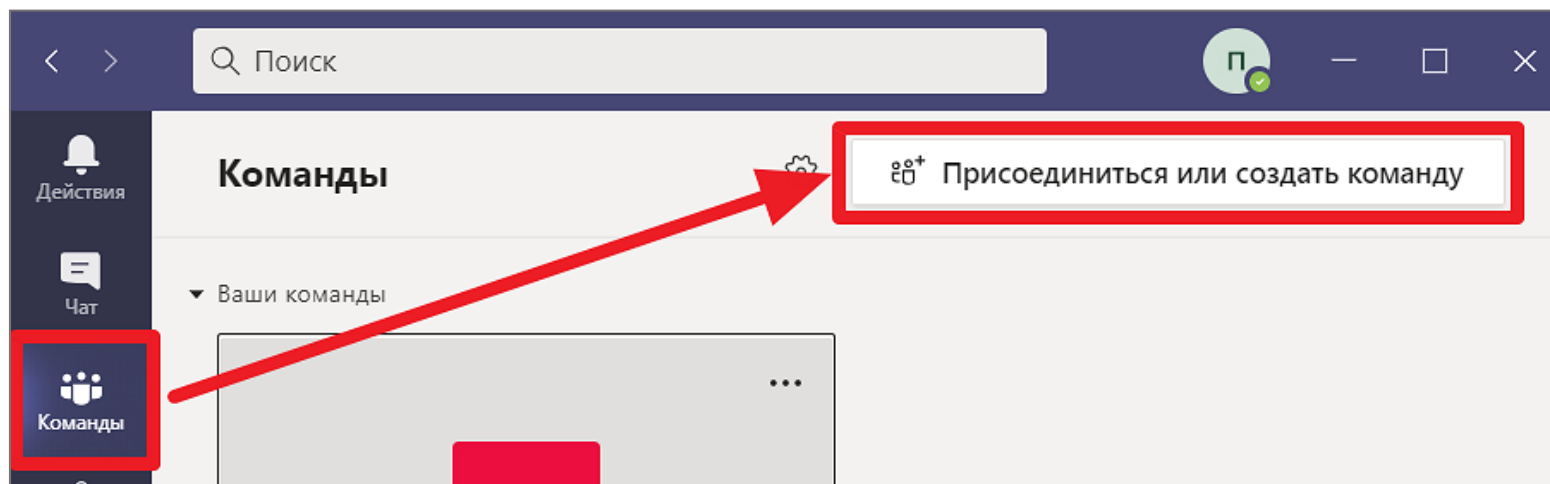 Поиск
П
Действия
Команды
Присоединиться или создать команду
Чат
Ваши команды
Команды